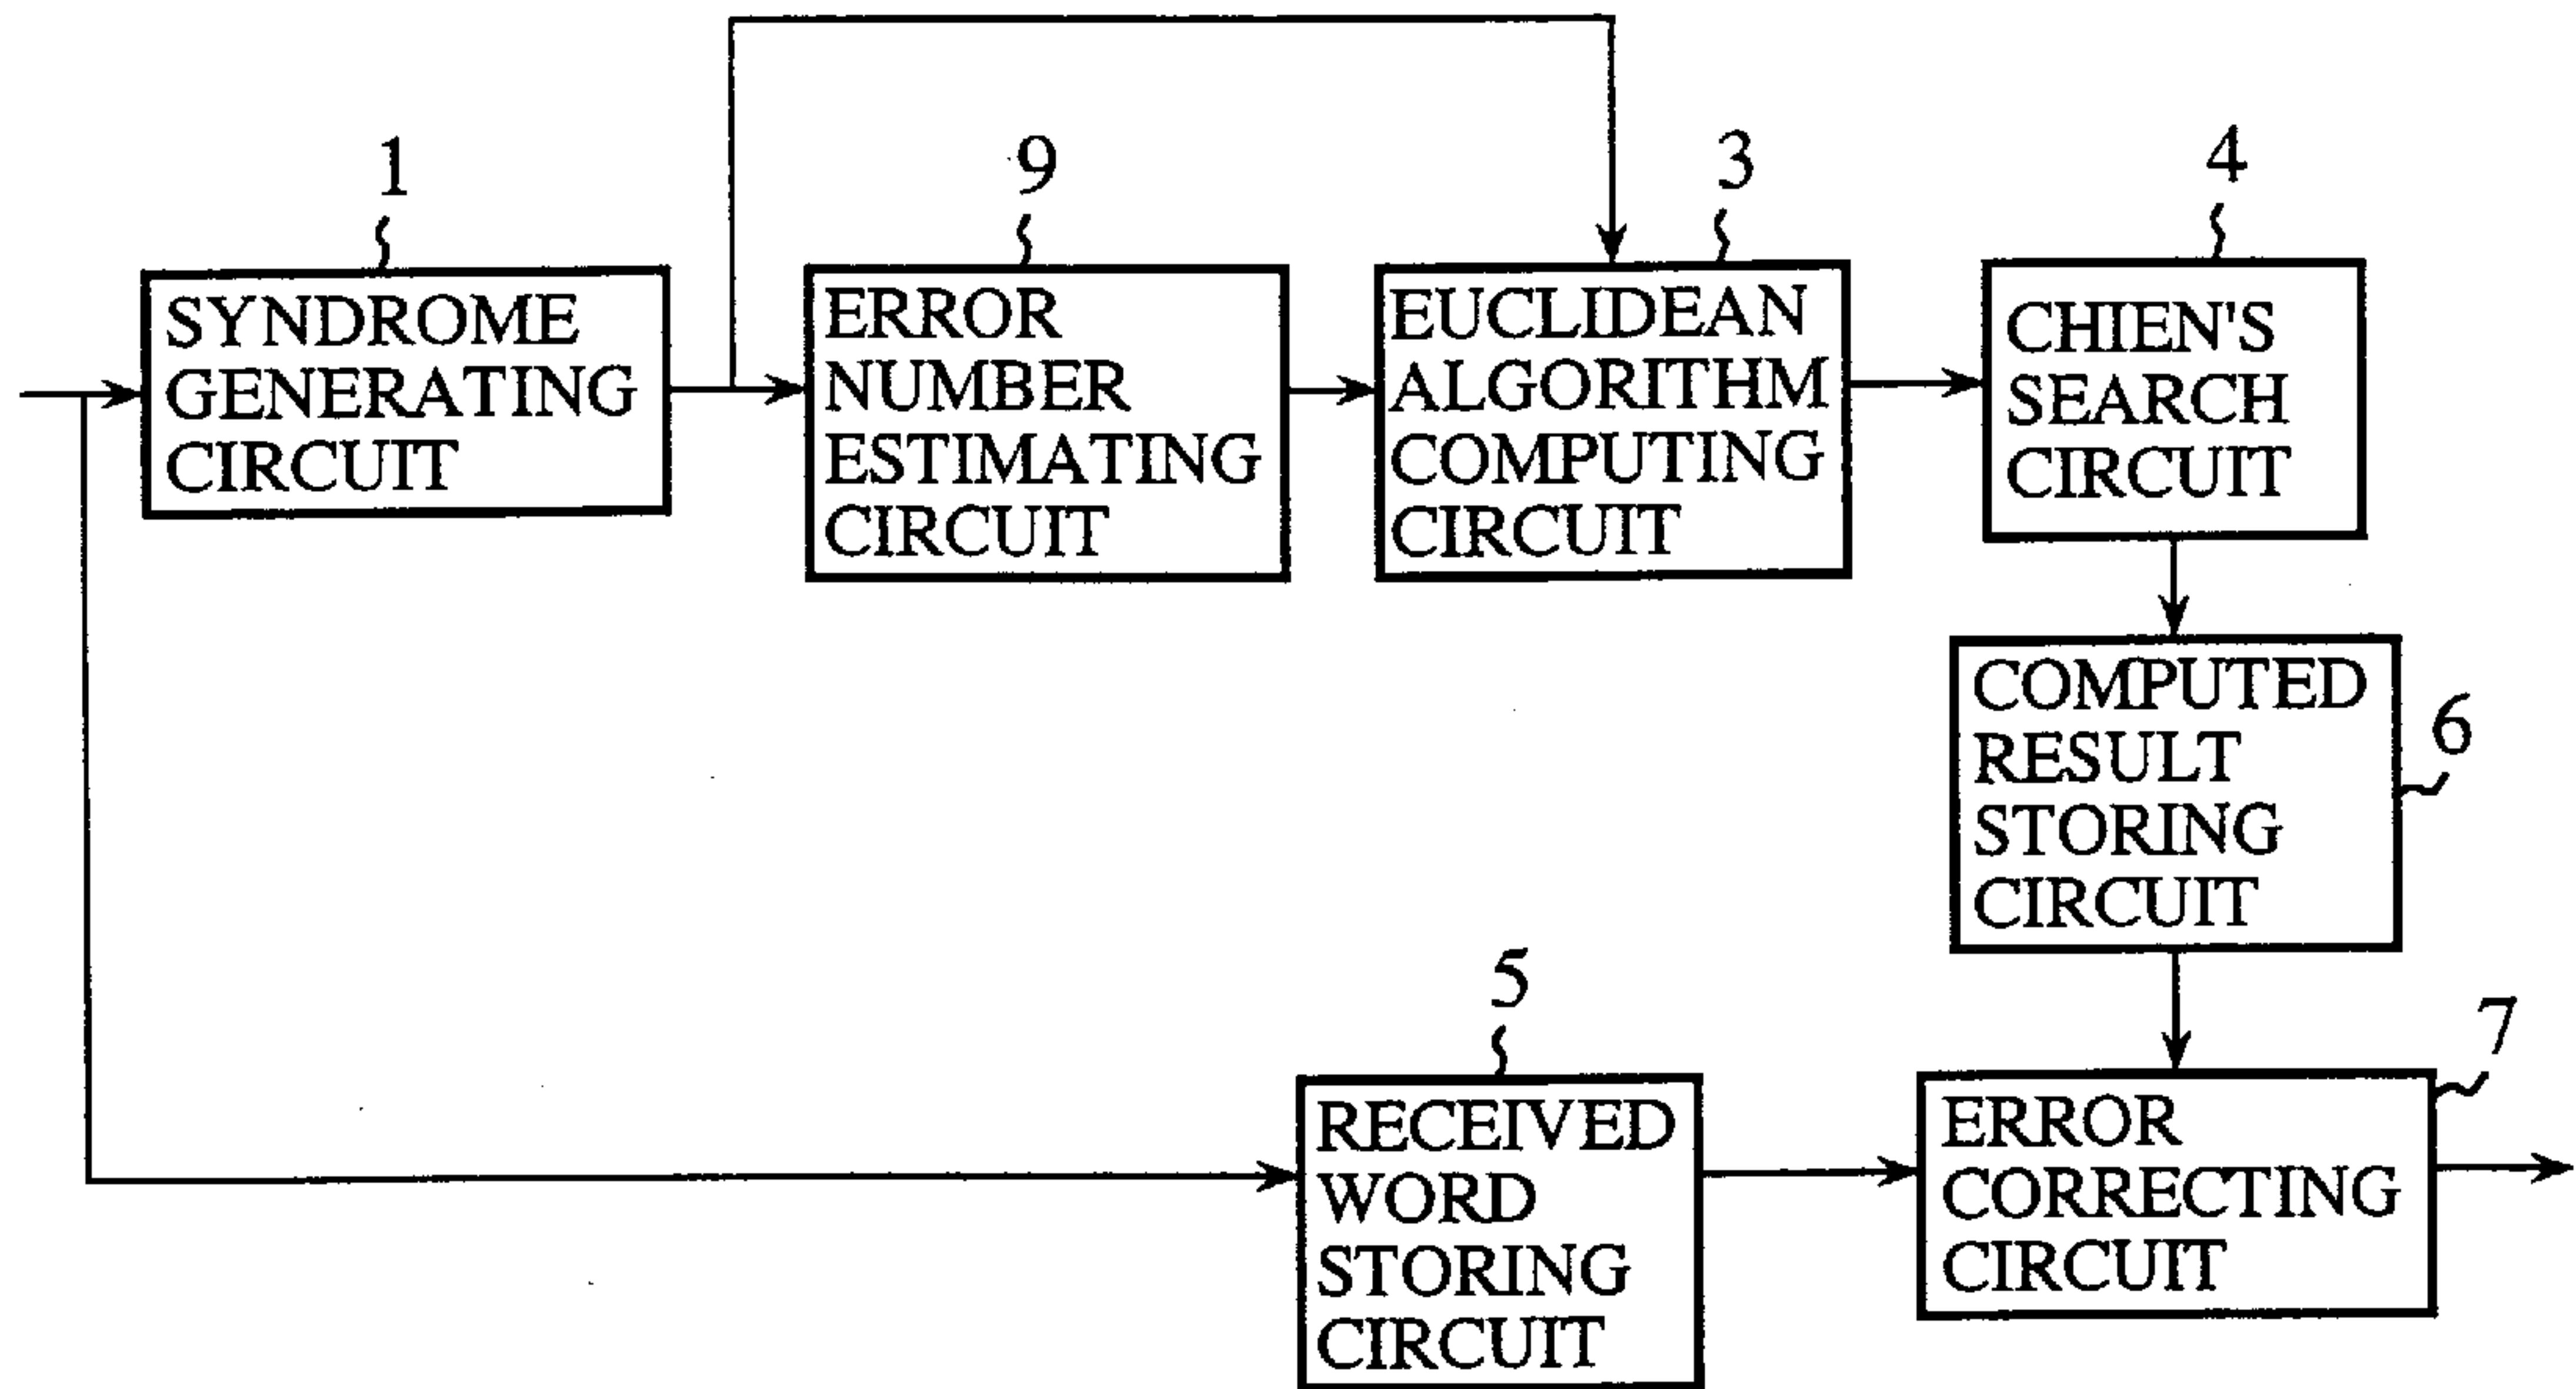 1
SYNDROME
GENERATING
CIRCUIT
9
ERROR
NUMBER
ESTIMATING
CIRCUIT
3
EUCLIDEAN
ALGORITHM
COMPUTING
CIRCUIT
4
CHIEN'S
SEARCH
CIRCUIT
COMPUTED
RESULT
STORING
CIRCUIT
6
5
RECEIVED
WORD
STORING
CIRCUIT
7
ERROR
CORRECTING
CIRCUIT